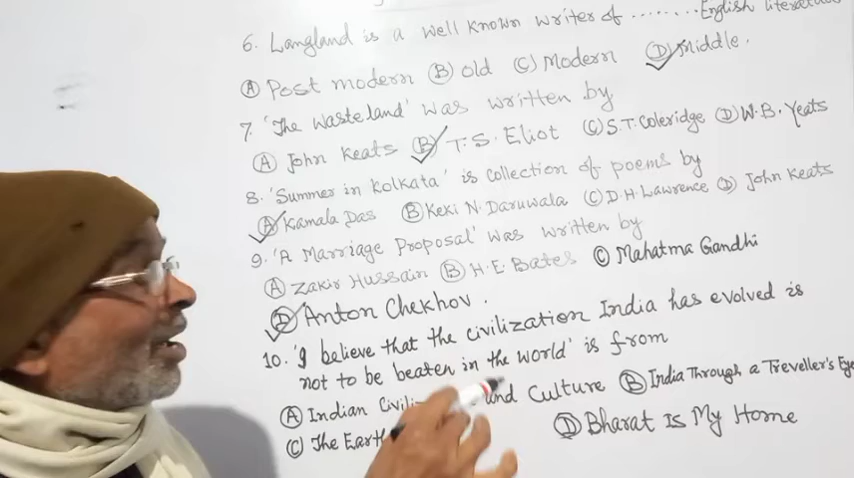 6. Langland is a well known writer of ........ English literature
Ⓐ Post modern Ⓑ old Ⓒ Modern Ⓓ Middle.
7. 'The Wasteland' was written by
Ⓐ John Keats Ⓑ T.S. Eliot Ⓒ S.T. Coleridge Ⓓ W.B. Yeats
8. 'Summer in Kolkata' is collection of poems by
Ⓐ Kamala Das Ⓑ Keki N. Daruwala Ⓒ D.H. Lawrence Ⓓ John Keats
9. 'A Marriage Proposal' was written by
Ⓐ Zakir Hussain Ⓑ H.E. Bates Ⓒ Mahatma Gandhi
Ⓓ Anton Chekhov.
10. 'I believe that the civilization India has evolved is
not to be beaten in the world' is from
Ⓐ Indian and Culture Ⓑ India Through a Treveller's Eye
Ⓒ The Ⓓ Bharat Is My Home